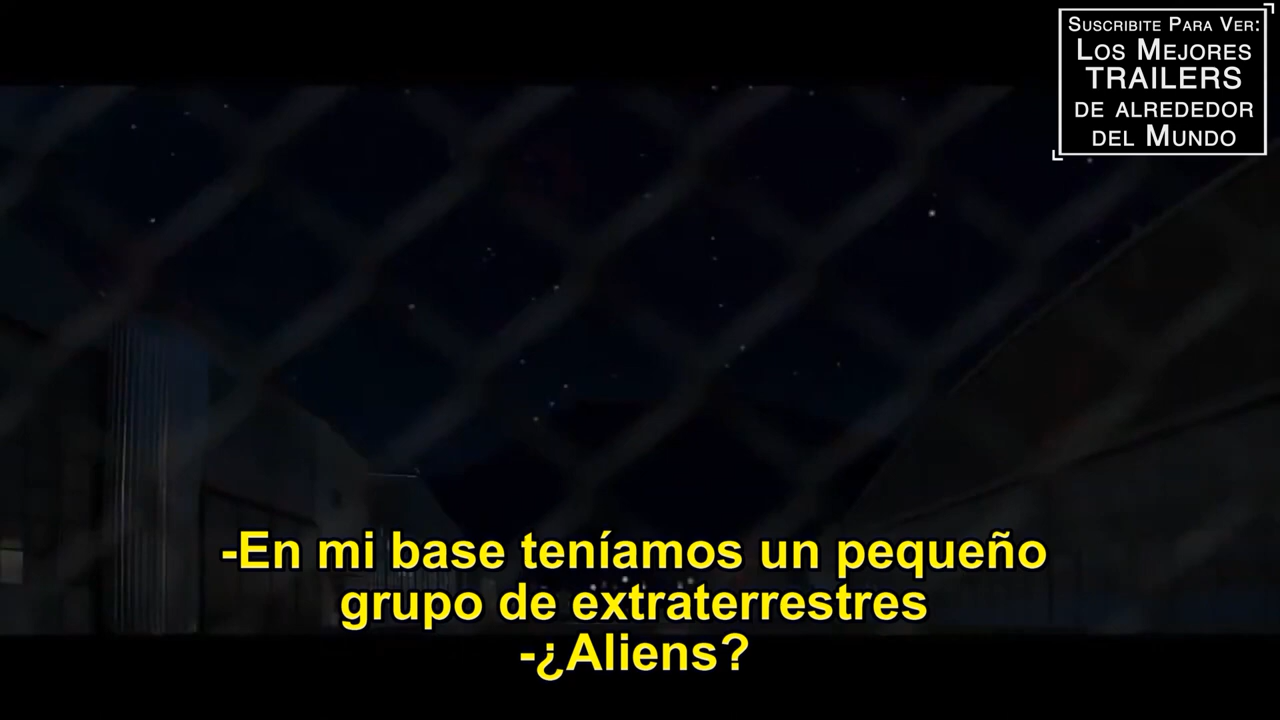 Suscribite Para Ver:
Los Mejores
TRAILERS
de alrededor
del Mundo
-En mi base teníamos un pequeño
grupo de extraterrestres
-¿Aliens?